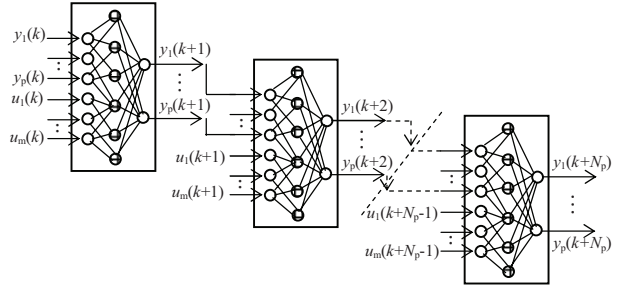 y₁(k)
⋮
yₚ(k)
u₁(k)
⋮
uₘ(k)
y₁(k+1)
⋮
yₚ(k+1)
u₁(k+1)
⋮
uₘ(k+1)
y₁(k+2)
⋮
yₚ(k+2)
u₁(k+Nₚ-1)
⋮
uₘ(k+Nₚ-1)
y₁(k+Nₚ)
⋮
yₚ(k+Nₚ)